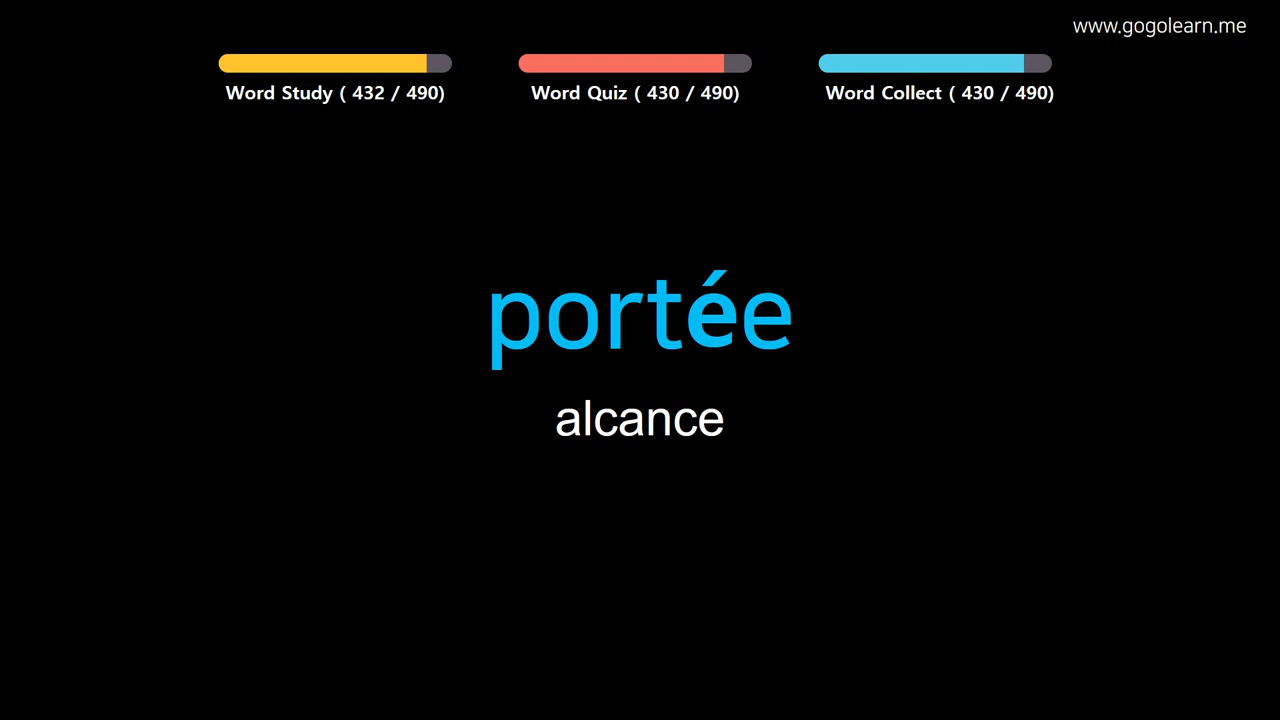 www.gogolearn.me
Word Study ( 432 / 490)
Word Quiz ( 430 / 490)
Word Collect ( 430 / 490)
portée
alcance